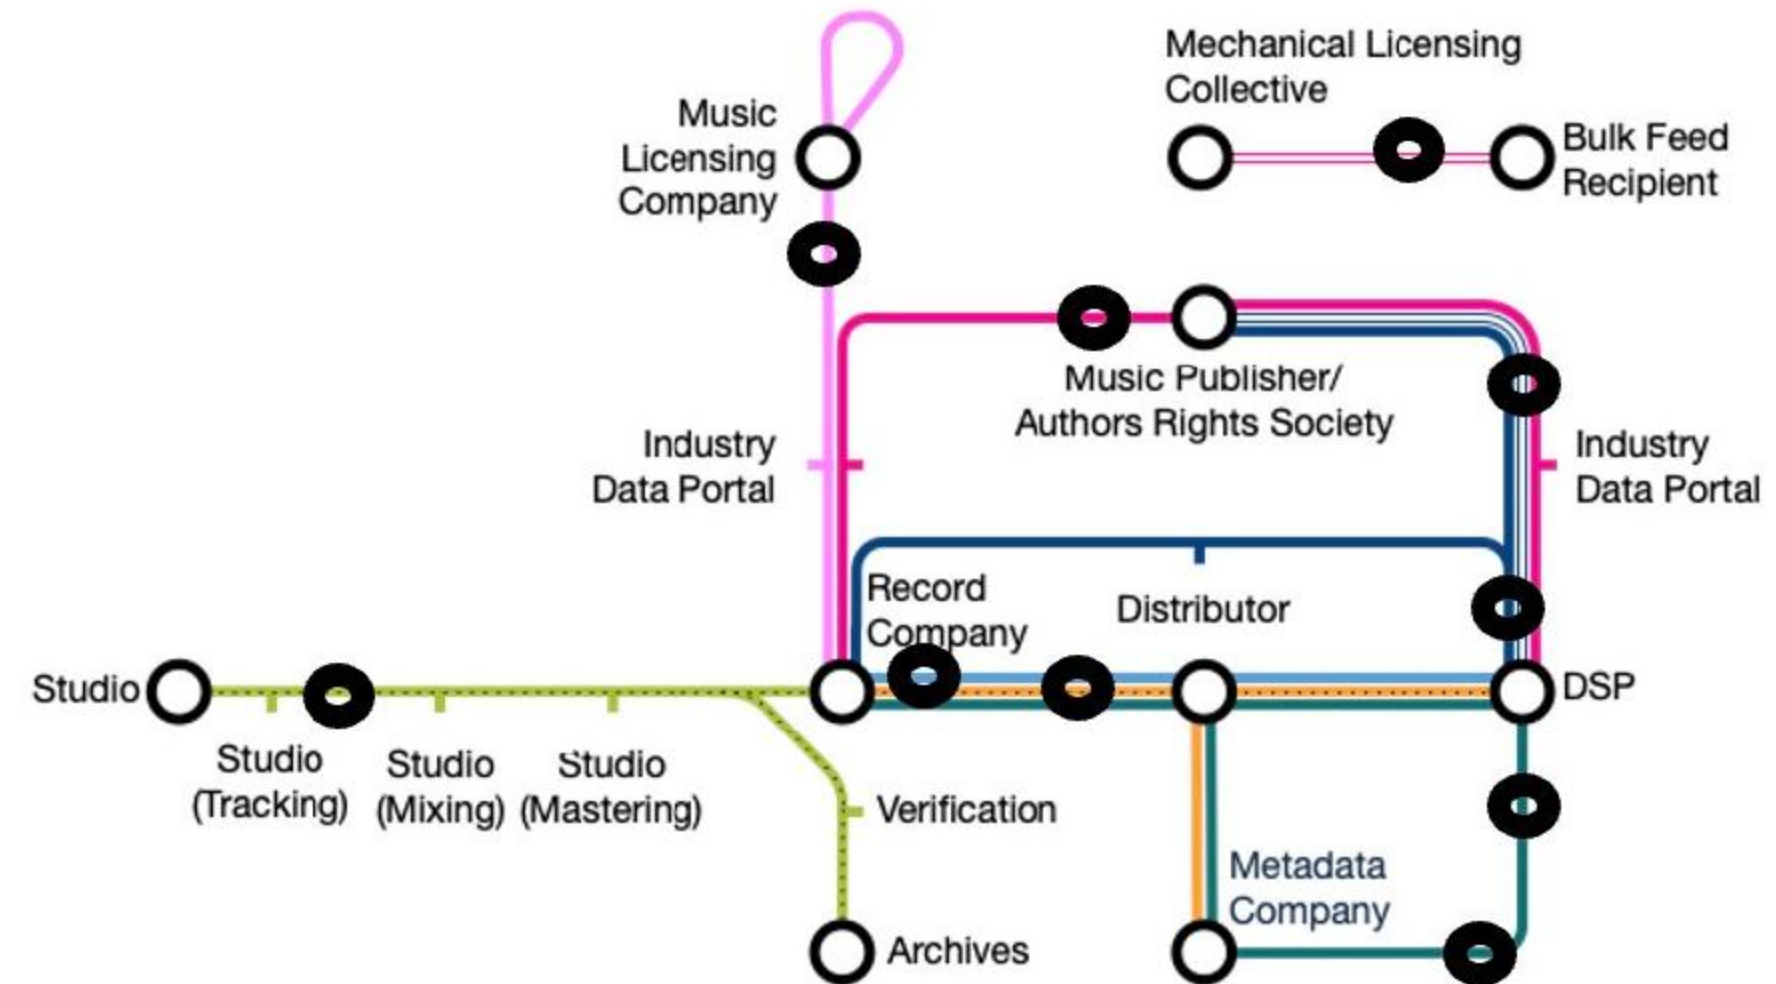 Mechanical Licensing
Collective
Music
Licensing
Company
Bulk Feed
Recipient
Music Publisher/
Authors Rights Society
Industry
Data Portal
Industry
Data Portal
Record
Company
Distributor
Studio
DSP
Studio
(Tracking)
Studio
(Mixing)
Studio
(Mastering)
Verification
Metadata
Company
Archives